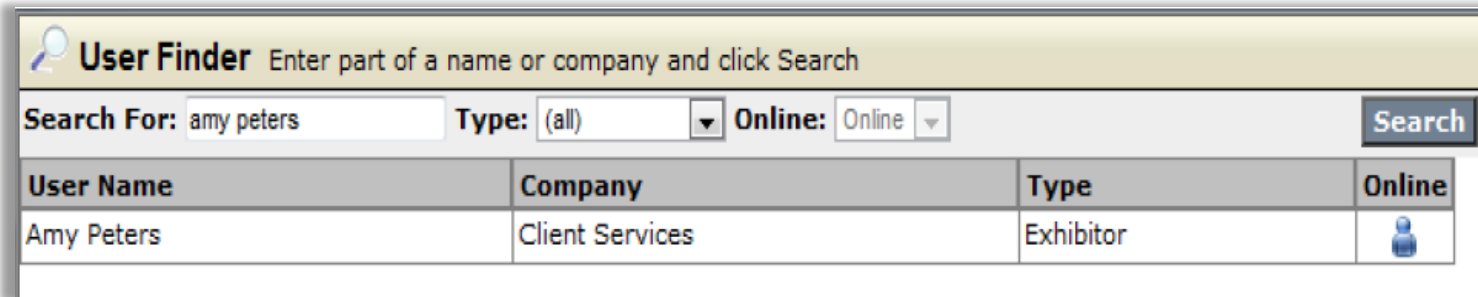 User Finder Enter part of a name or company and click Search
Search For: amy peters Type: (all) Online: Online Search
User Name Company Type Online
Amy Peters Client Services Exhibitor